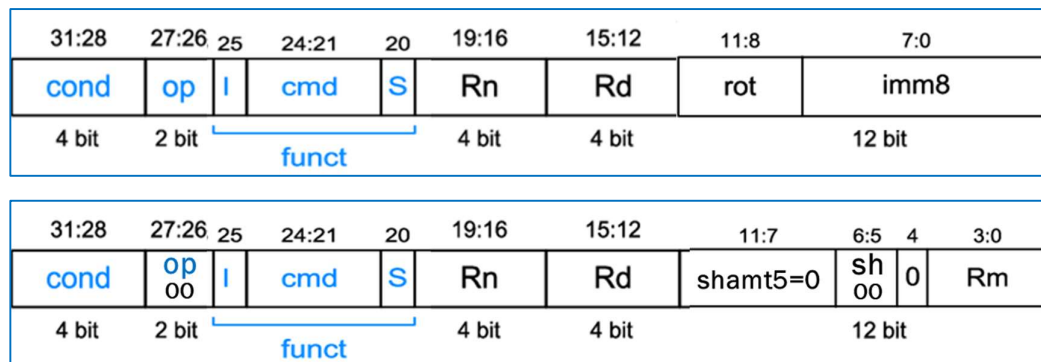 31:28 27:26 25 24:21 20 19:16 15:12 11:8 7:0
cond op I cmd S Rn Rd rot imm8
4 bit 2 bit 4 bit 4 bit 12 bit
funct
31:28 27:26 25 24:21 20 19:16 15:12 11:7 6:5 4 3:0
cond op I cmd S Rn Rd shamt5=0 sh 0 Rm
00 00
4 bit 2 bit 4 bit 4 bit 12 bit
funct